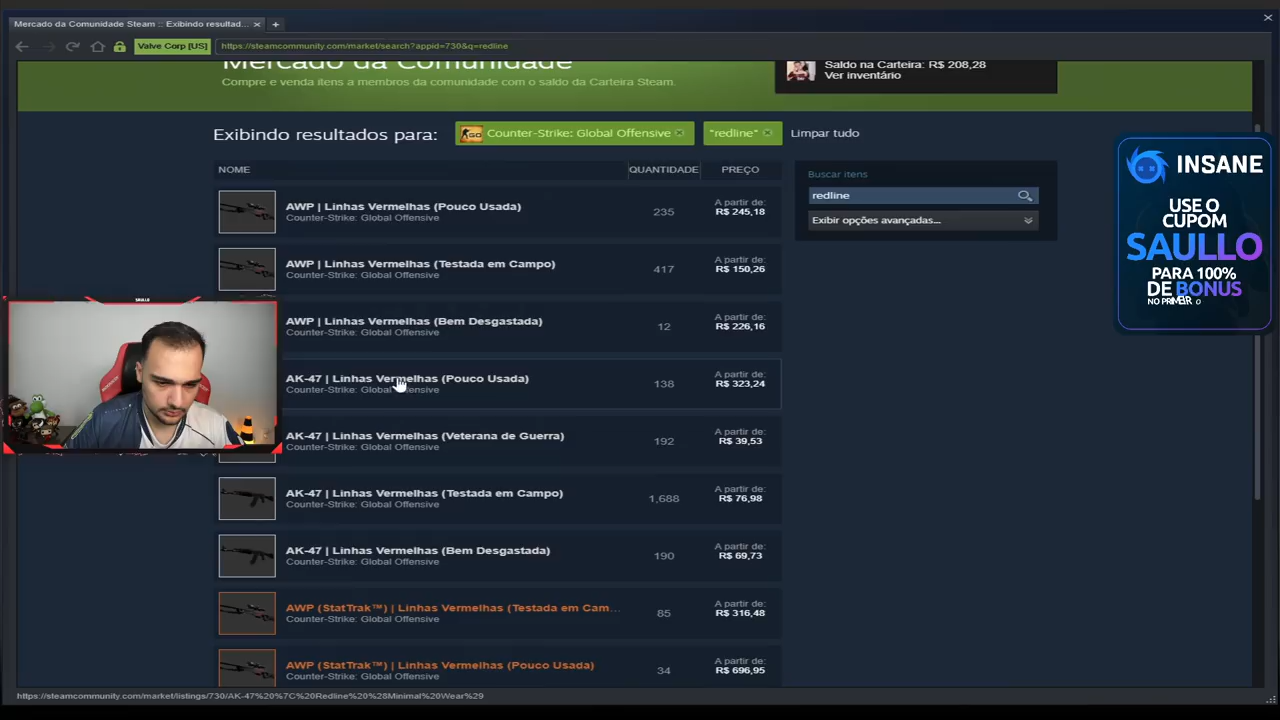 Mercado da Comunidade Steam :: Exibindo resultad...
Valve Corp [US]
https://steamcommunity.com/market/search?appid=730&q=redline
Mercado da Comunidade
Compre e venda itens a membros da comunidade com o saldo da Carteira Steam.
Saldo na Carteira: R$ 208,28
Ver inventário
Exibindo resultados para:
Counter-Strike: Global Offensive
"redline"
Limpar tudo
NOME
QUANTIDADE
PREÇO
AWP | Linhas Vermelhas (Pouco Usada)
Counter-Strike: Global Offensive
235
A partir de:
R$ 245,18
AWP | Linhas Vermelhas (Testada em Campo)
Counter-Strike: Global Offensive
417
A partir de:
R$ 150,26
AWP | Linhas Vermelhas (Bem Desgastada)
Counter-Strike: Global Offensive
12
A partir de:
R$ 226,16
AK-47 | Linhas Vermelhas (Pouco Usada)
Counter-Strike: Global Offensive
138
A partir de:
R$ 323,24
AK-47 | Linhas Vermelhas (Veterana de Guerra)
Counter-Strike: Global Offensive
192
A partir de:
R$ 39,53
AK-47 | Linhas Vermelhas (Testada em Campo)
Counter-Strike: Global Offensive
1,688
A partir de:
R$ 76,98
AK-47 | Linhas Vermelhas (Bem Desgastada)
Counter-Strike: Global Offensive
190
A partir de:
R$ 69,73
AWP (StatTrak™) | Linhas Vermelhas (Testada em Cam...
Counter-Strike: Global Offensive
85
A partir de:
R$ 316,48
AWP (StatTrak™) | Linhas Vermelhas (Pouco Usada)
Counter-Strike: Global Offensive
34
A partir de:
R$ 696,95
Buscar itens
redline
Exibir opções avançadas...
INSANE
USE O
CUPOM
SAULLO
PARA 100%
DE BONUS
NO
SAULLO
https://steamcommunity.com/market/listings/730/AK-47%20%7C%20Redline%20%28Minimal%20Wear%29